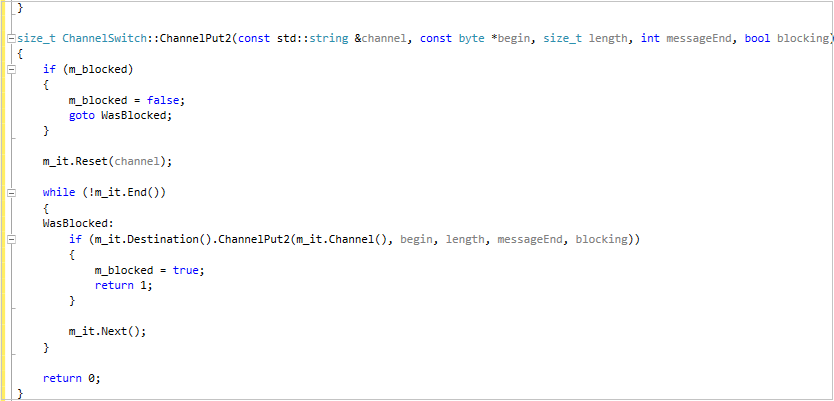 }
size_t ChannelSwitch::ChannelPut2(const std::string &channel, const byte *begin, size_t length, int messageEnd, bool blocking)
{
if (m_blocked)
{
m_blocked = false;
goto WasBlocked;
}
m_it.Reset(channel);
while (!m_it.End())
{
WasBlocked:
if (m_it.Destination().ChannelPut2(m_it.Channel(), begin, length, messageEnd, blocking))
{
m_blocked = true;
return 1;
}
m_it.Next();
}
return 0;
}